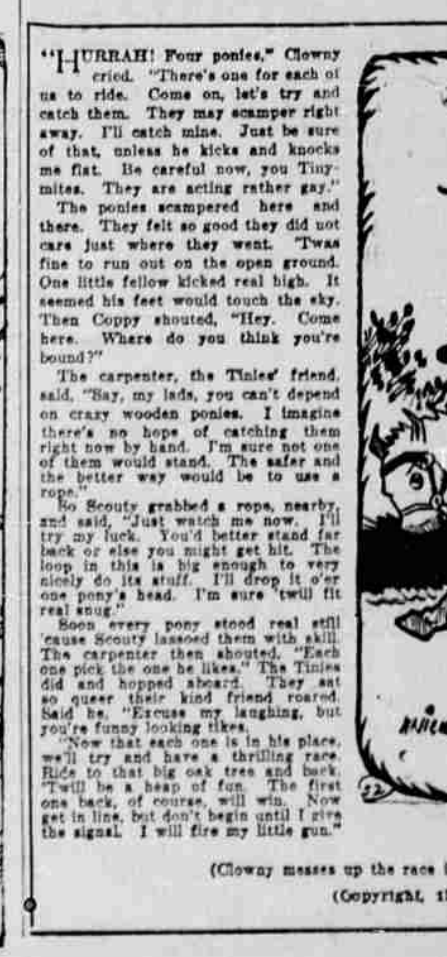 "HURRAH! Four ponies," Clowny
cried. "There's one for each of
us to ride. Come on, let's try and
catch them. They may scamper right
away. I'll catch mine. Just be sure
of that, unless he kicks and knocks
me flat. Be careful now, you Tiny-
mites. They are acting rather gay."
The ponies scampered here and
there. They felt so good they did not
care just where they went. 'Twas
fine to run out on the open ground.
One little fellow kicked real high. It
seemed his feet would touch the sky.
Then Coppy shouted, "Hey. Come
here. Where do you think you're
bound?"
The carpenter, the Tinies' friend,
said, "Say, my lads, you can't depend
on crazy wooden ponies. I imagine
there's no hope of catching them
right now by hand. I'm sure not one
of them would stand. The safer and
the better way would be to use a
rope."
So Scouty grabbed a rope, nearby,
and said, "Just watch me now. I'll
try my luck. You'd better stand far
back or else you might get hit. The
loop in this is big enough to very
nicely do its stuff. I'll drop it o'er
one pony's head. I'm sure 'twill fit
real snug."
Soon every pony stood real still
'cause Scouty lassoed them with skill.
The carpenter then shouted, "Each
one pick the one he likes." The Tinies
did and hopped aboard. They sat
so queer their kind friend roared.
Said he, "Excuse my laughing, but
you're funny looking tikes.
"Now that each one is in his place,
we'll try and have a thrilling race.
Ride to that big oak tree and back.
'Twill be a heap of fun. The first
one back, of course, will win. Now
get in line, but don't begin until I give
the signal. I will fire my little gun."
(Clowny messes up the race
(Copyright,